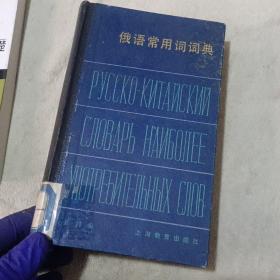 俄语常用词词典
РУССКО-КИТАЙСКИЙ
СЛОВАРЬ НАИБОЛЕЕ
УПОТРЕБИТЕЛЬНЫХ СЛОВ
上海教育出版社